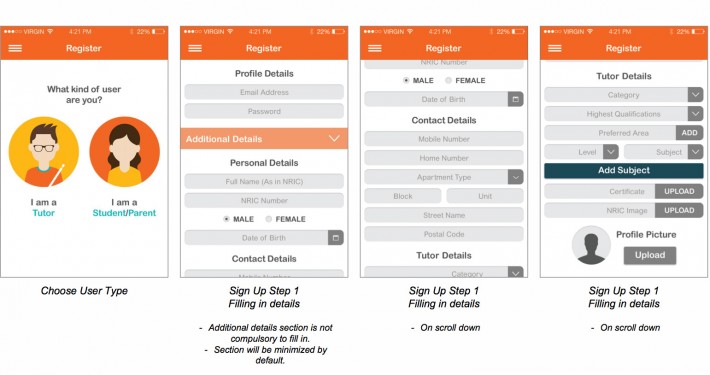 ●●●○○ VIRGIN 4:21 PM 22%
Register
What kind of user
are you?
I am a
Tutor
I am a
Student/Parent
Choose User Type
●●●○○ VIRGIN 4:21 PM 22%
Register
Profile Details
Email Address
Password
Additional Details
Personal Details
Full Name (As in NRIC)
NRIC Number
MALE FEMALE
Date of Birth
Contact Details
Mobile Number
Sign Up Step 1
Filling in details
- Additional details section is not
compulsory to fill in.
- Section will be minimized by
default.
●●●○○ VIRGIN 4:21 PM 22%
Register
NRIC Number
MALE FEMALE
Date of Birth
Contact Details
Mobile Number
Home Number
Apartment Type
Block Unit
Street Name
Postal Code
Tutor Details
Category
Sign Up Step 1
Filling in details
- On scroll down
●●●○○ VIRGIN 4:21 PM 22%
Register
Tutor Details
Category
Highest Qualifications
Preferred Area ADD
Level Subject
Add Subject
Certificate UPLOAD
NRIC Image UPLOAD
Profile Picture
Upload
Sign Up Step 1
Filling in details
- On scroll down